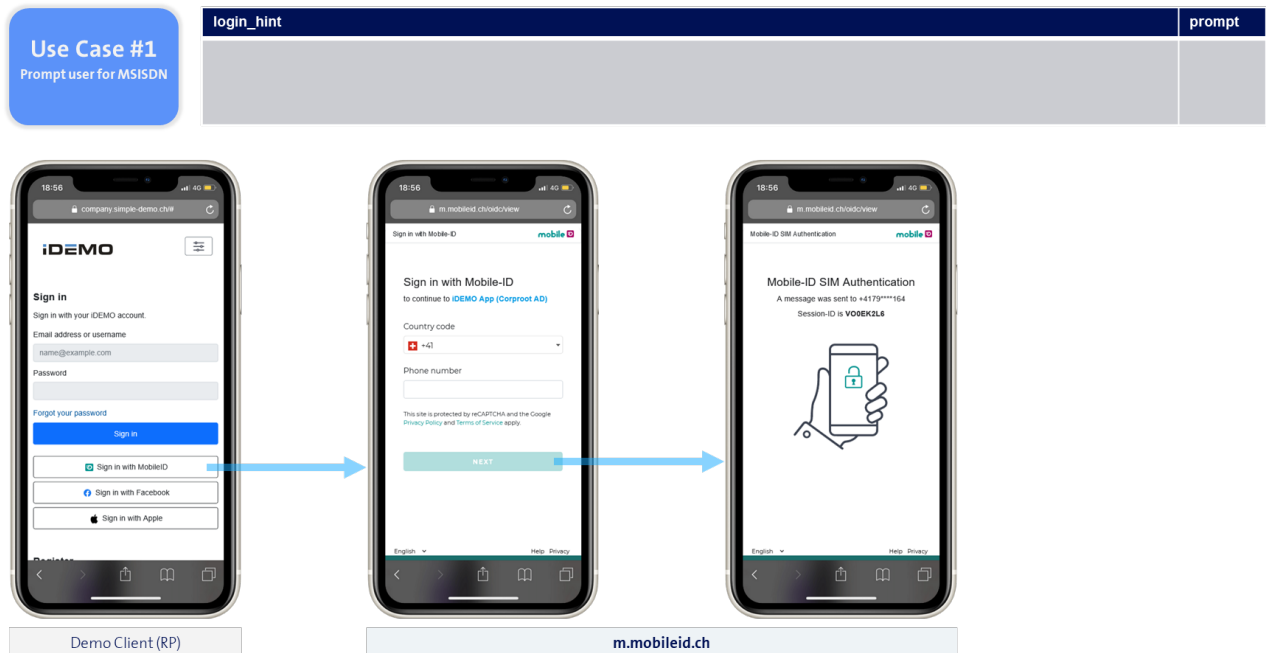 Use Case #1
Prompt user for MSISDN
login_hint
prompt
18:56
4G
company.simple-demo.ch/#
iDEMO
Sign in
Sign in with your iDEMO account.
Email address or username
name@example.com
Password
Forgot your password
Sign in
Sign in with MobileID
Sign in with Facebook
Sign in with Apple
Register
Demo Client (RP)
18:56
4G
m.mobileid.ch/oidc/view
Sign in with Mobile-ID
mobile ID
Sign in with Mobile-ID
to continue to iDEMO App (Corproot AD)
Country code
+41
Phone number
This site is protected by reCAPTCHA and the Google
Privacy Policy and Terms of Service apply.
NEXT
English
Help Privacy
18:56
4G
m.mobileid.ch/oidc/view
Mobile-ID SIM Authentication
mobile ID
Mobile-ID SIM Authentication
A message was sent to +4179****164
Session-ID is VO0EK2L6
English
Help Privacy
m.mobileid.ch